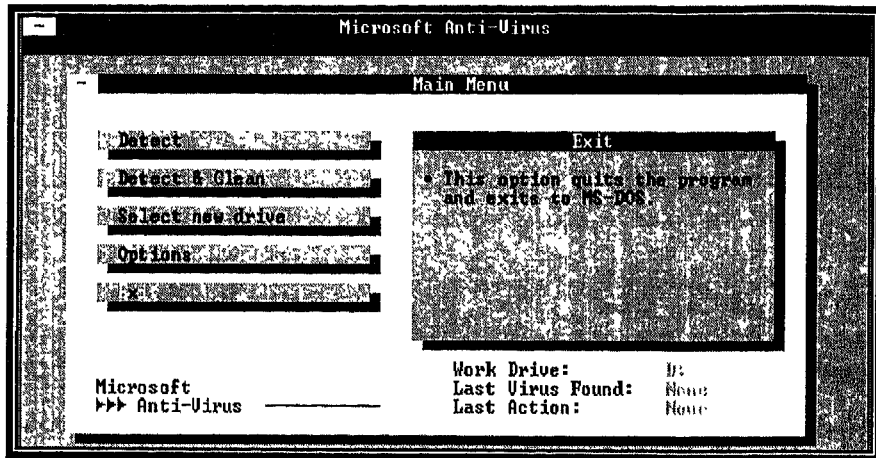 Microsoft Anti-Virus
Main Menu
Detect
Detect & Clean
Select new drive
Options
x
Exit
• This option quits the program
and exits to MS-DOS.
Work Drive: D:
Last Virus Found: None
Last Action: None
Microsoft
►►► Anti-Virus